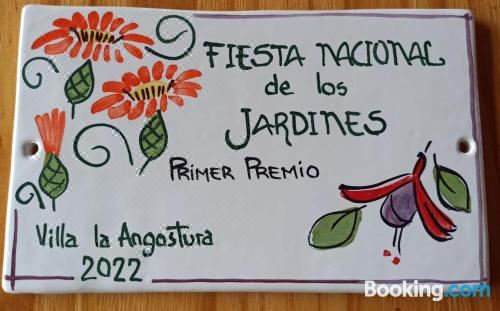 FIESTA NACIONAL
de los
JARDINES
PRIMER PREMIO
Villa la Angostura
2022
Booking.com